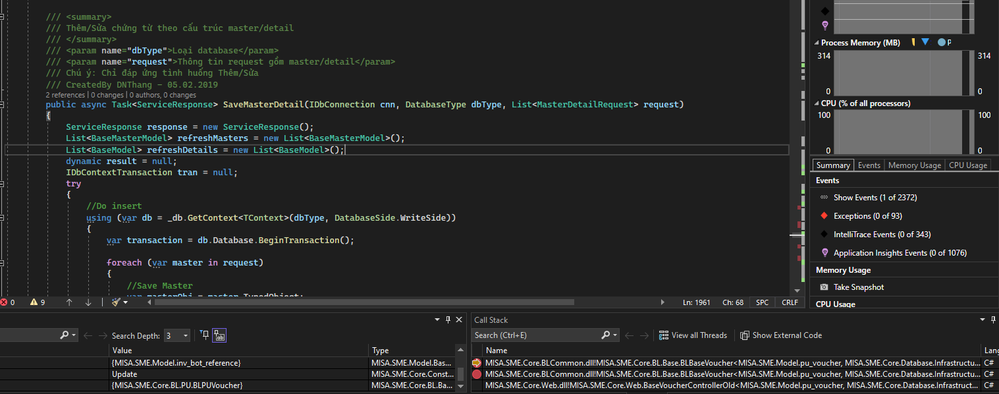 /// <summary>
/// Thêm/Sửa chứng từ theo cấu trúc master/detail
/// </summary>
/// <param name="dbType">Loại database</param>
/// <param name="request">Thông tin request gồm master/detail</param>
/// Chú ý: Chỉ đáp ứng tình huống Thêm/Sửa
/// CreatedBy DNThang - 05.02.2019
2 references | 0 changes | 0 authors, 0 changes
public async Task<ServiceResponse> SaveMasterDetail(IDbConnection cnn, DatabaseType dbType, List<MasterDetailRequest> request)
{
ServiceResponse response = new ServiceResponse();
List<BaseMasterModel> refreshMasters = new List<BaseMasterModel>();
List<BaseModel> refreshDetails = new List<BaseModel>();
dynamic result = null;
IDbContextTransaction tran = null;
try
{
//Do insert
using (var db = _db.GetContext<TContext>(dbType, DatabaseSide.WriteSide))
{
var transaction = db.Database.BeginTransaction();
foreach (var master in request)
{
//Save Master
var masterObj = master.TypedObject;
0 9 Ln: 1961 Ch: 68 SPC CRLF
Process Memory (MB) P
314 314
0 0
CPU (% of all processors)
100 100
0 0
Summary Events Memory Usage CPU Usage
Events
Show Events (1 of 2372)
Exceptions (0 of 93)
IntelliTrace Events (0 of 343)
Application Insights Events (0 of 1076)
Memory Usage
Take Snapshot
CPU Usage
Search Depth: 3
Value Type
{MISA.SME.Model.inv_bot_reference} MISA.SME.Model.Bas...
Update MISA.SME.Core.Const...
{MISA.SME.Core.BL.PU.BLPUVoucher} MISA.SME.Core.BL.Ba...
Call Stack
Search (Ctrl+E) View all Threads Show External Code
Name Lang
MISA.SME.Core.BLCommon.dll!MISA.SME.Core.BL.Base.BLBaseVoucher<MISA.SME.Model.pu_voucher, MISA.SME.Core.Database.Infrastructu... C#
MISA.SME.Core.BLCommon.dll!MISA.SME.Core.BL.Base.BLBaseVoucher<MISA.SME.Model.pu_voucher, MISA.SME.Core.Database.Infrastructu... C#
MISA.SME.Core.Web.dll!MISA.SME.Core.Web.BaseVoucherControllerOld<MISA.SME.Model.pu_voucher, MISA.SME.Core.Database.Infrastruct... C#